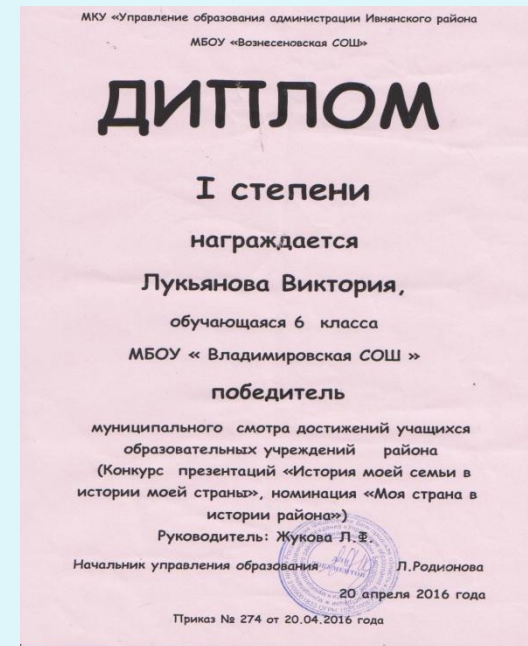 МКУ «Управление образования администрации Ивнянского района
МБОУ «Вознесеновская СОШ»
ДИПЛОМ
I степени
награждается
Лукьянова Виктория,
обучающаяся 6 класса
МБОУ « Владимировская СОШ »
победитель
муниципального смотра достижений учащихся
образовательных учреждений района
(Конкурс презентаций «История моей семьи в
истории моей страны», номинация «Моя страна в
истории района»)
Руководитель: Жукова Л.Ф.
Начальник управления образования Л.Родионова
20 апреля 2016 года
Приказ № 274 от 20.04.2016 года